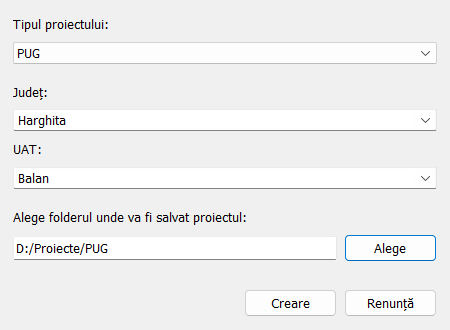 Tipul proiectului:
PUG
Județ:
Harghita
UAT:
Balan
Alege folderul unde va fi salvat proiectul:
D:/Proiecte/PUG
Alege
Creare
Renunță